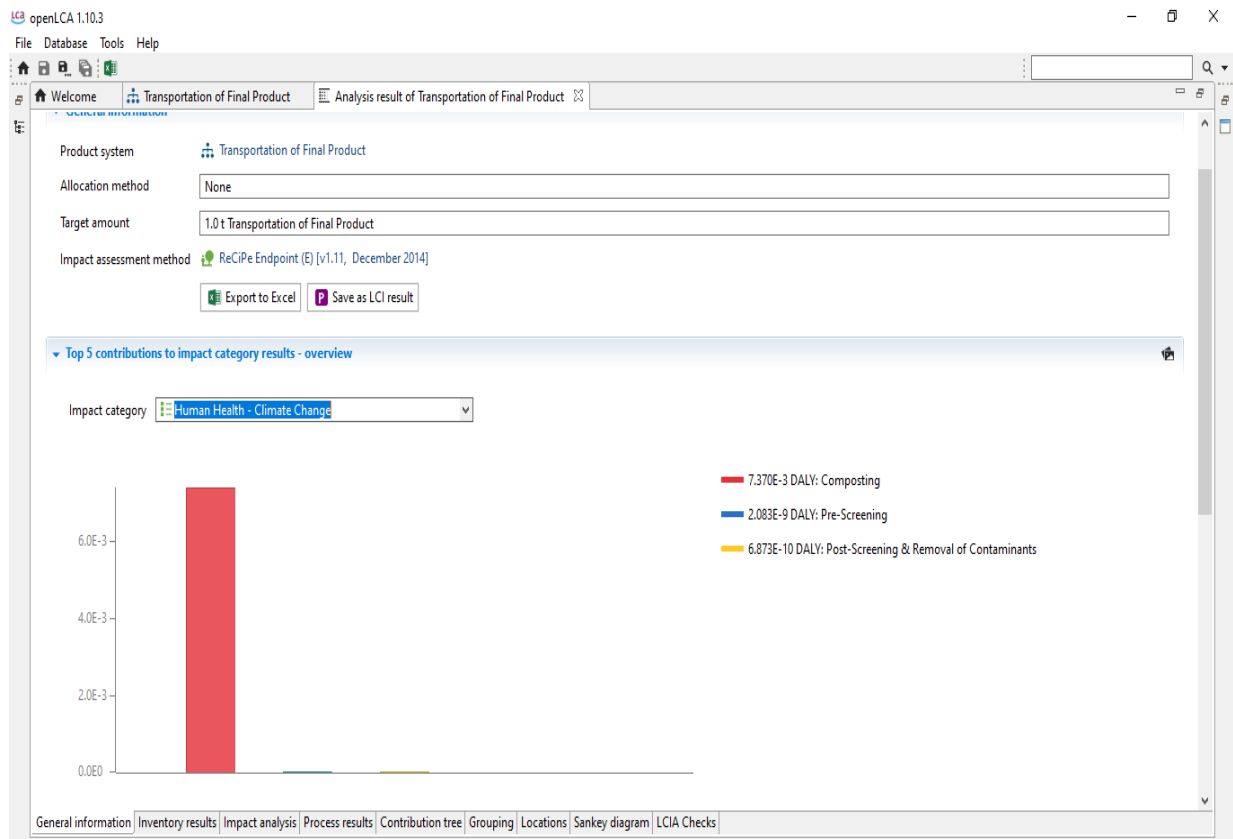 LCA openLCA 1.10.3
File Database Tools Help
Welcome Transportation of Final Product Analysis result of Transportation of Final Product
General information
Product system Transportation of Final Product
Allocation method None
Target amount 1.0 t Transportation of Final Product
Impact assessment method ReCiPe Endpoint (E) [v1.11, December 2014]
Export to Excel P Save as LCI result
Top 5 contributions to impact category results - overview
Impact category Human Health - Climate Change
7.370E-3 DALY: Composting
2.083E-9 DALY: Pre-Screening
6.873E-10 DALY: Post-Screening & Removal of Contaminants
6.0E-3
4.0E-3
2.0E-3
0.0E0
General information Inventory results Impact analysis Process results Contribution tree Grouping Locations Sankey diagram LCIA Checks